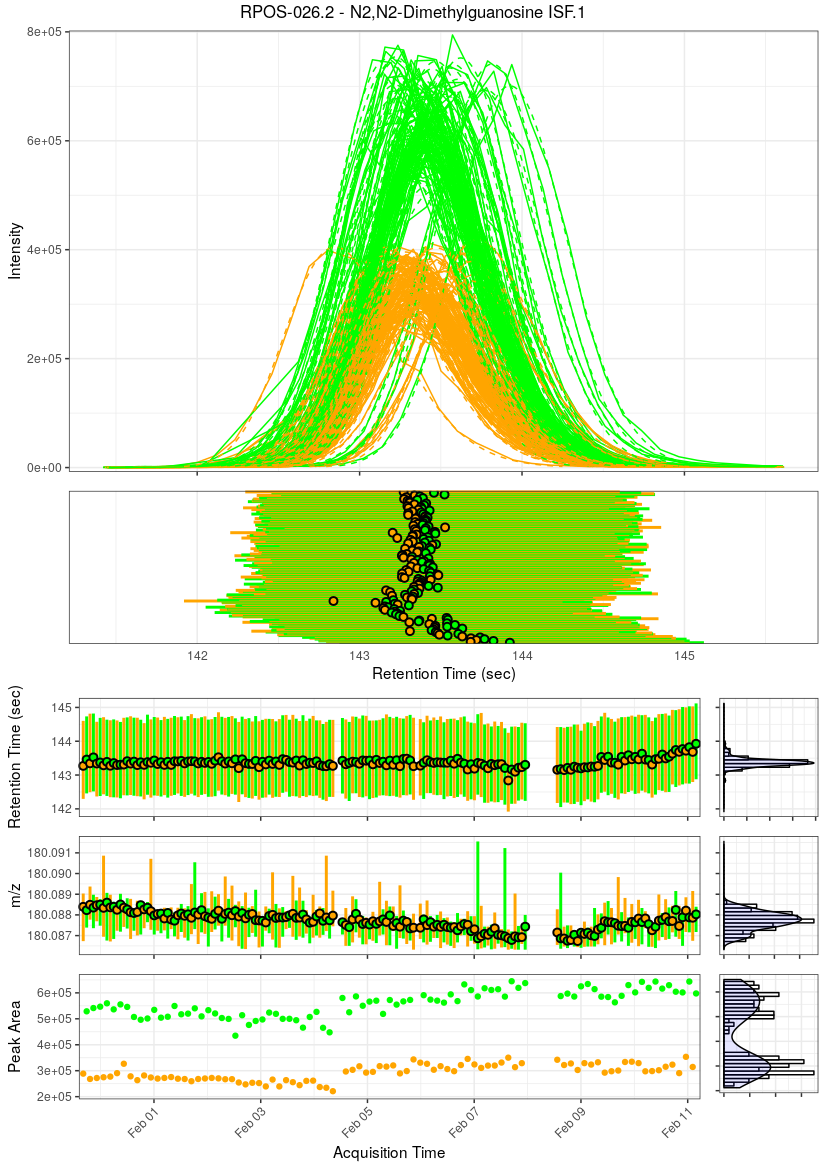 RPOS-026.2 - N2,N2-Dimethylguanosine ISF.1
8e+05
6e+05
4e+05
2e+05
0e+00
Intensity
142
143
144
145
Retention Time (sec)
Retention Time (sec)
145
144
143
142
m/z
180.091
180.090
180.089
180.088
180.087
Peak Area
6e+05
5e+05
4e+05
3e+05
2e+05
Feb 01
Feb 03
Feb 05
Feb 07
Feb 09
Feb 11
Acquisition Time